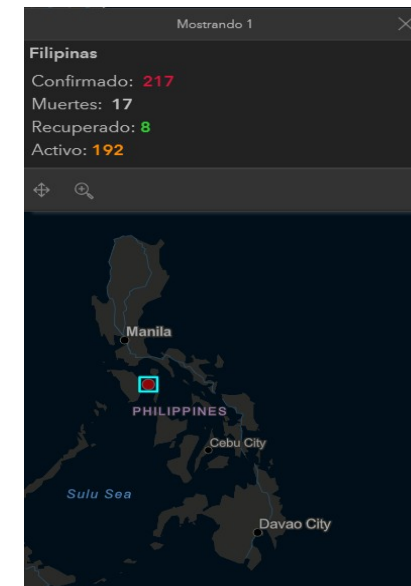 Mostrando 1
Filipinas
Confirmado: 217
Muertes: 17
Recuperado: 8
Activo: 192
Manila
PHILIPPINES
Cebu City
Sulu Sea
Davao City